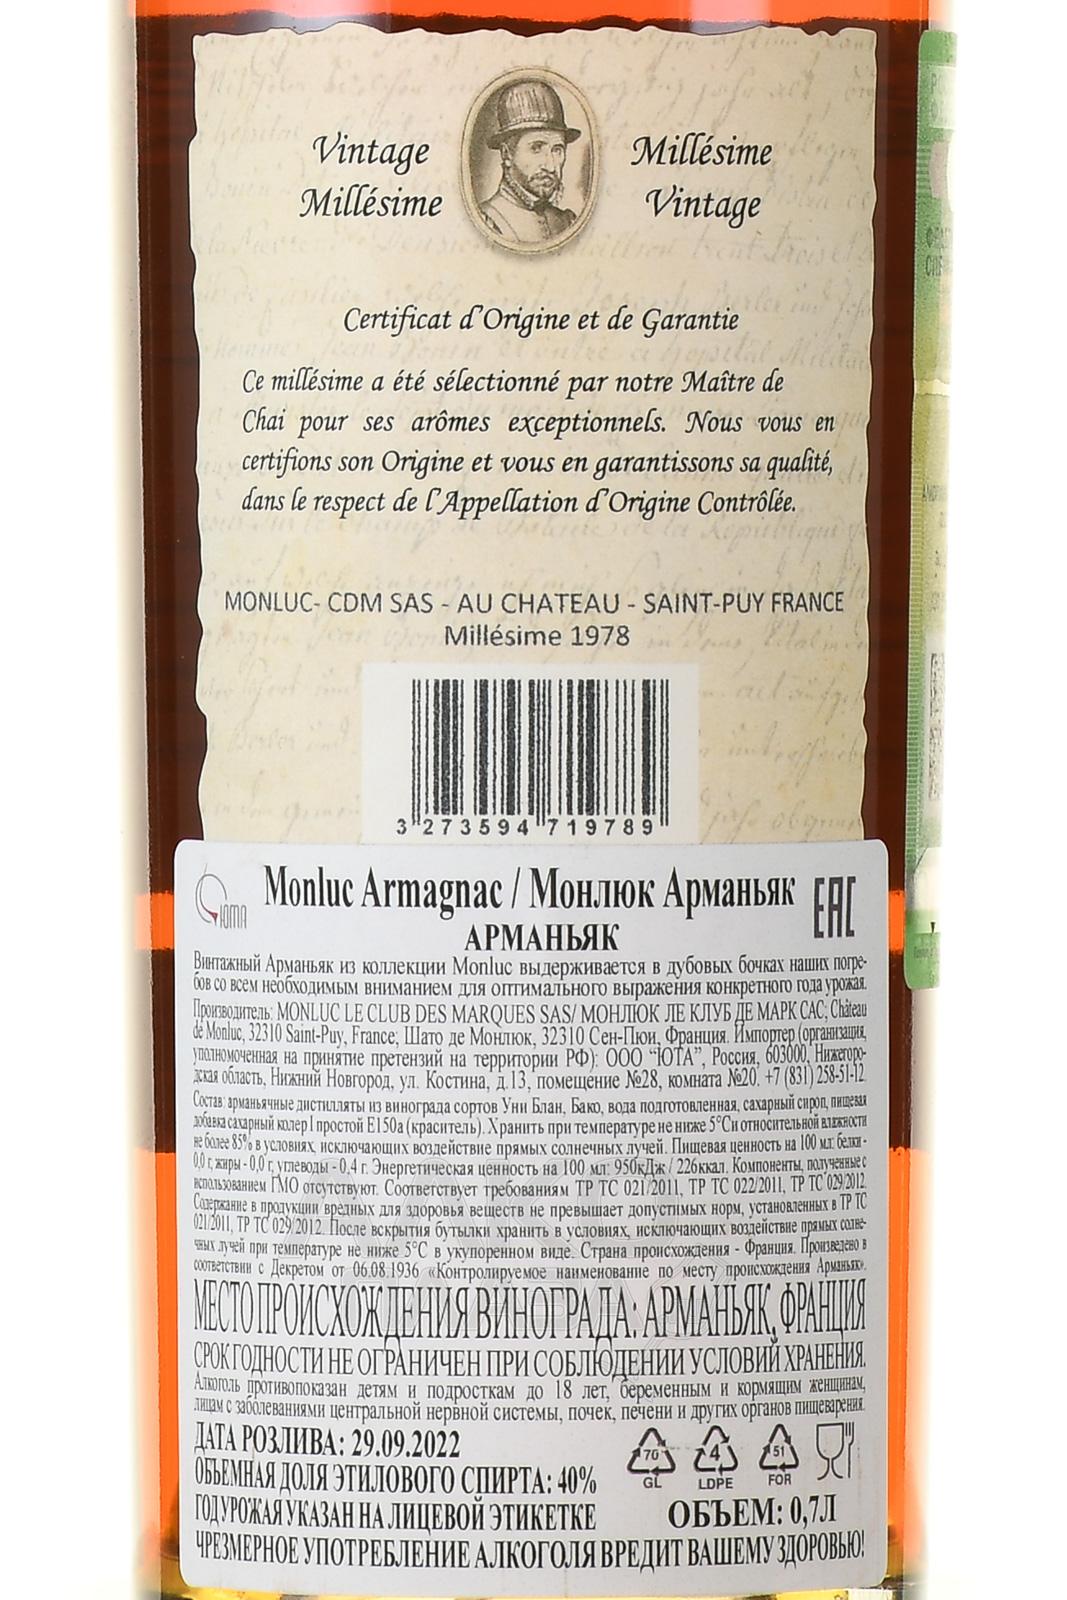 Vintage
Millésime
Millésime
Vintage
Certificat d'Origine et de Garantie
Ce millésime a été sélectionné par notre Maître de
Chai pour ses arômes exceptionnels. Nous vous en
certifions son Origine et vous en garantissons sa qualité,
dans le respect de l'Appellation d'Origine Contrôlée.
MONLUC- CDM SAS - AU CHATEAU - SAINT-PUY FRANCE
Millésime 1978
3 273594 719789
ЮТА
Monluc Armagnac / Монлюк Арманьяк
EAC
АРМАНЬЯК
Винтажный Арманьяк из коллекции Monluc выдерживается в дубовых бочках наших погре-
бов со всем необходимым вниманием для оптимального выражения конкретного года урожая.
Производитель: MONLUC LE CLUB DES MARQUES SAS/ МОНЛЮК ЛЕ КЛУБ ДЕ МАРК САС; Château
de Monluc, 32310 Saint-Puy, France; Шато де Монлюк, 32310 Сен-Пюи, Франция. Импортер (организация,
уполномоченная на принятие претензий на территории РФ): ООО “ЮТА”, Россия, 603000, Нижегоро-
дская область, Нижний Новгород, ул. Костина, д.13, помещение №28, комната №20. +7 (831) 258-51-12
Состав: арманьячные дистилляты из винограда сортов Уни Блан, Бако, вода подготовленная, сахарный сироп, пищевая
добавка сахарный колер I простой E150a (краситель). Хранить при температуре не ниже 5°С и относительной влажности
не более 85% в условиях, исключающих воздействие прямых солнечных лучей. Пищевая ценность на 100 мл: белки -
0,0 г, жиры - 0,0 г, углеводы - 0,4 г. Энергетическая ценность на 100 мл: 950кДж / 226ккал. Компоненты, полученные с
использованием ГМО отсутствуют. Соответствует требованиям ТР ТС 021/2011, ТР ТС 022/2011, ТР ТС 029/2012.
Содержание в продукции вредных для здоровья веществ не превышает допустимых норм, установленных в ТР ТС
021/2011, ТР ТС 029/2012. После вскрытия бутылки хранить в условиях, исключающих воздействие прямых солне-
чных лучей при температуре не ниже 5°С в укупоренном виде. Страна происхождения - Франция. Произведено в
соответствии с Декретом от 06.08.1936 «Контролируемое наименование по месту происхождения Арманьяк».
МЕСТО ПРОИСХОЖДЕНИЯ ВИНОГРАДА: АРМАНЬЯК, ФРАНЦИЯ
СРОК ГОДНОСТИ НЕ ОГРАНИЧЕН ПРИ СОБЛЮДЕНИИ УСЛОВИЙ ХРАНЕНИЯ.
Алкоголь противопоказан детям и подросткам до 18 лет, беременным и кормящим женщинам,
лицам с заболеваниями центральной нервной системы, почек, печени и других органов пищеварения.
ДАТА РОЗЛИВА: 29.09.2022
ОБЪЕМНАЯ ДОЛЯ ЭТИЛОВОГО СПИРТА: 40%
ГОД УРОЖАЯ УКАЗАН НА ЛИЦЕВОЙ ЭТИКЕТКЕ
70
GL
4
LDPE
51
FOR
ОБЪЕМ: 0,7Л
ЧРЕЗМЕРНОЕ УПОТРЕБЛЕНИЕ АЛКОГОЛЯ ВРЕДИТ ВАШЕМУ ЗДОРОВЬЮ!